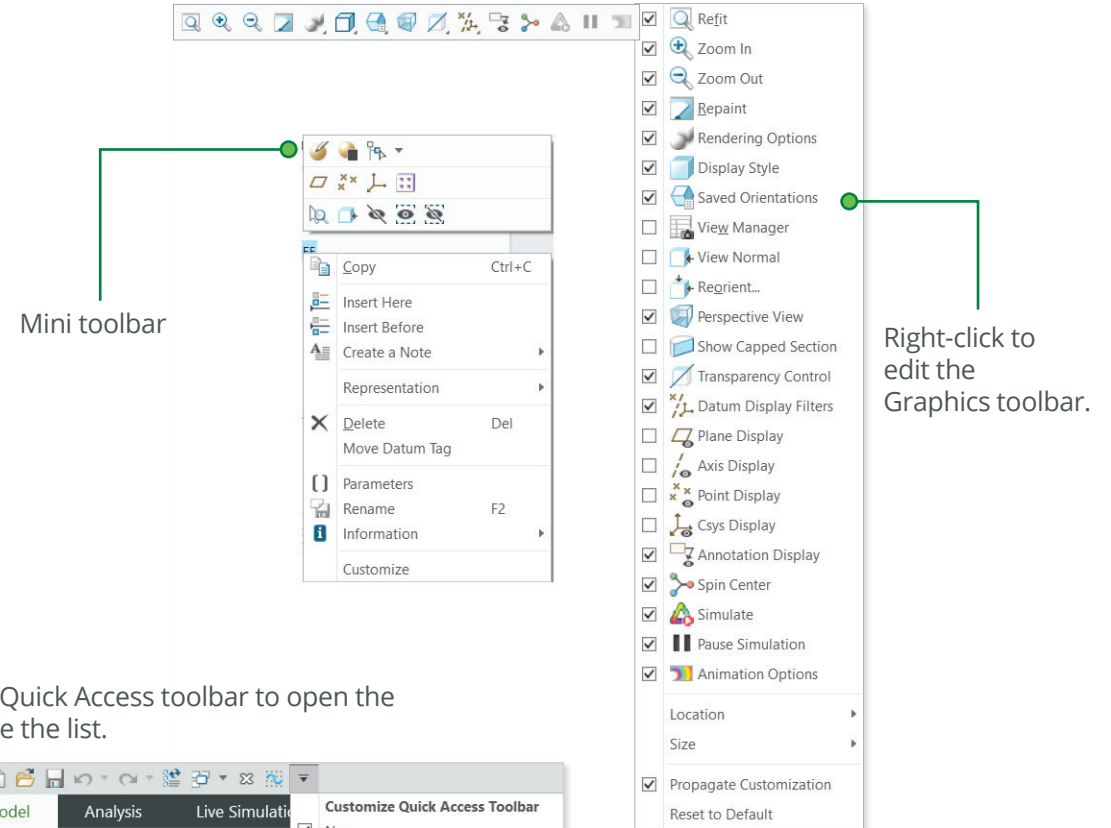 Refit
Zoom In
Zoom Out
Repaint
Rendering Options
Display Style
Saved Orientations
View Manager
View Normal
Reorient...
Perspective View
Show Capped Section
Transparency Control
Datum Display Filters
Plane Display
Axis Display
Point Display
Csys Display
Annotation Display
Spin Center
Simulate
Pause Simulation
Animation Options
Location
Size
Propagate Customization
Reset to Default
Mini toolbar
Copy Ctrl+C
Insert Here
Insert Before
Create a Note
Representation
Delete Del
Move Datum Tag
Parameters
Rename F2
Information
Customize
Right-click to
edit the
Graphics toolbar.
Quick Access toolbar to open the
e the list.
odel Analysis Live Simulatio
Customize Quick Access Toolbar